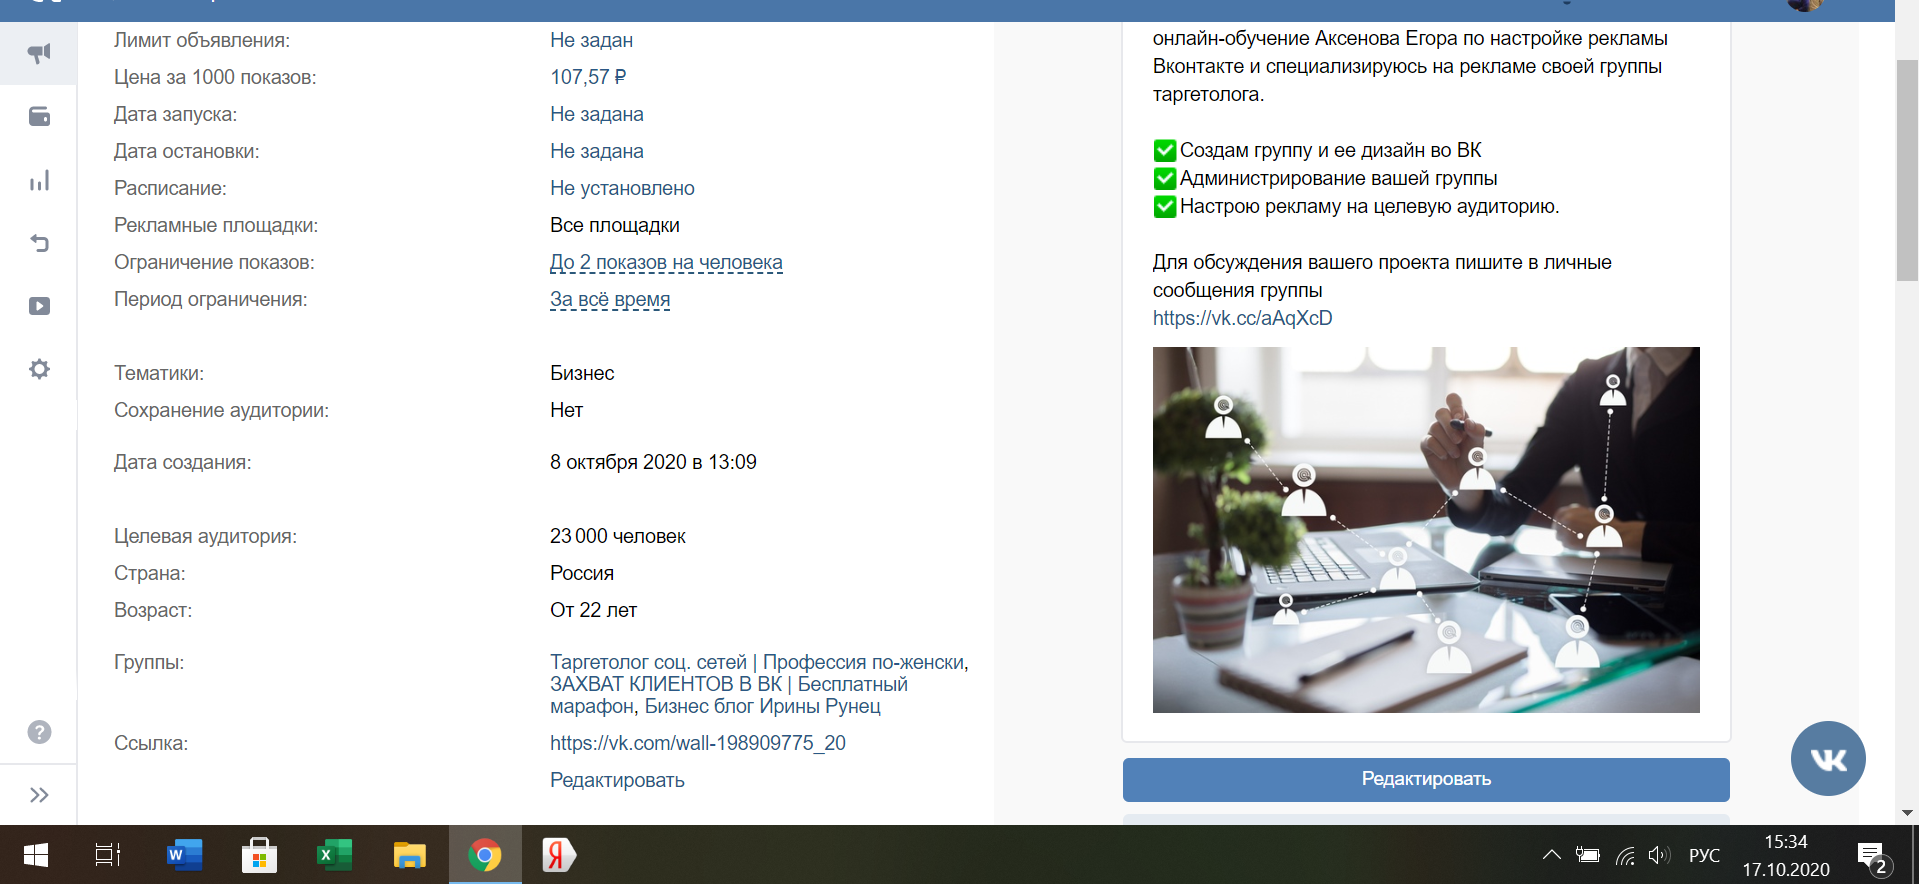 Лимит объявления: Не задан
Цена за 1000 показов: 107,57 ₽
Дата запуска: Не задана
Дата остановки: Не задана
Расписание: Не установлено
Рекламные площадки: Все площадки
Ограничение показов: До 2 показов на человека
Период ограничения: За всё время
Тематики: Бизнес
Сохранение аудитории: Нет
Дата создания: 8 октября 2020 в 13:09
Целевая аудитория: 23 000 человек
Страна: Россия
Возраст: От 22 лет
Группы: Таргетолог соц. сетей | Профессия по-женски,
ЗАХВАТ КЛИЕНТОВ В ВК | Бесплатный
марафон, Бизнес блог Ирины Рунец
Ссылка: https://vk.com/wall-198909775_20
Редактировать
онлайн-обучение Аксенова Егора по настройке рекламы
Вконтакте и специализируюсь на рекламе своей группы
таргетолога.
✅Создам группу и ее дизайн во ВК
✅Администрирование вашей группы
✅Настрою рекламу на целевую аудиторию.
Для обсуждения вашего проекта пишите в личные
сообщения группы
https://vk.cc/aAqXcD
Редактировать
РУС
15:34
17.10.2020
2